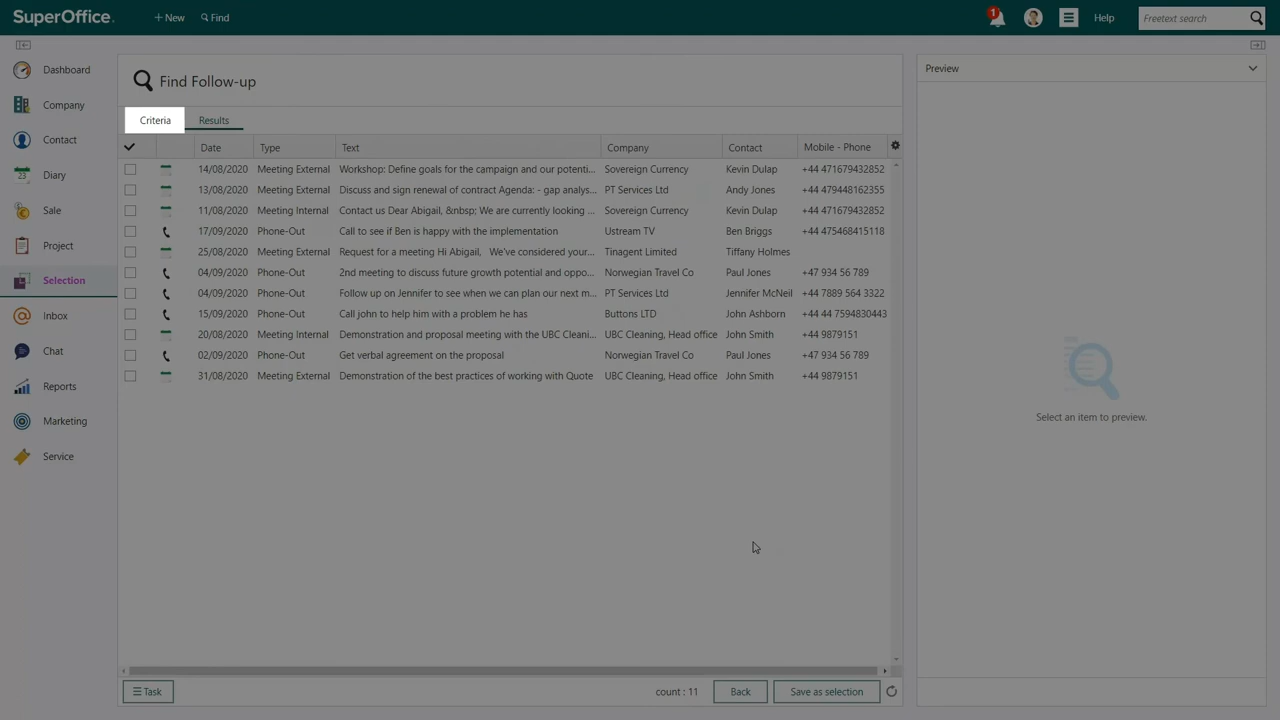 SuperOffice. + New Find 1 Help Freetext search
Dashboard
Company
Contact
23 Diary
Sale
Project
Selection
Inbox
Chat
Reports
Marketing
Service
Find Follow-up
Criteria Results
Date Type Text Company Contact Mobile - Phone
14/08/2020 Meeting External Workshop: Define goals for the campaign and our potenti... Sovereign Currency Kevin Dulap +44 471679432852
13/08/2020 Meeting External Discuss and sign renewal of contract Agenda: - gap analys... PT Services Ltd Andy Jones +44 479448162355
11/08/2020 Meeting Internal Contact us Dear Abigail, &nbsp; We are currently looking ... Sovereign Currency Kevin Dulap +44 471679432852
17/09/2020 Phone-Out Call to see if Ben is happy with the implementation Ustream TV Ben Briggs +44 475468415118
25/08/2020 Meeting External Request for a meeting Hi Abigail, We've considered your... Tinagent Limited Tiffany Holmes
04/09/2020 Phone-Out 2nd meeting to discuss future growth potential and oppo... Norwegian Travel Co Paul Jones +47 934 56 789
04/09/2020 Phone-Out Follow up on Jennifer to see when we can plan our next m... PT Services Ltd Jennifer McNeil +44 7889 564 3322
15/09/2020 Phone-Out Call john to help him with a problem he has Buttons LTD John Ashborn +44 44 7594830443
20/08/2020 Meeting Internal Demonstration and proposal meeting with the UBC Cleani... UBC Cleaning, Head office John Smith +44 9879151
02/09/2020 Phone-Out Get verbal agreement on the proposal Norwegian Travel Co Paul Jones +47 934 56 789
31/08/2020 Meeting External Demonstration of the best practices of working with Quote UBC Cleaning, Head office John Smith +44 9879151
Task count : 11 Back Save as selection
Preview
Select an item to preview.